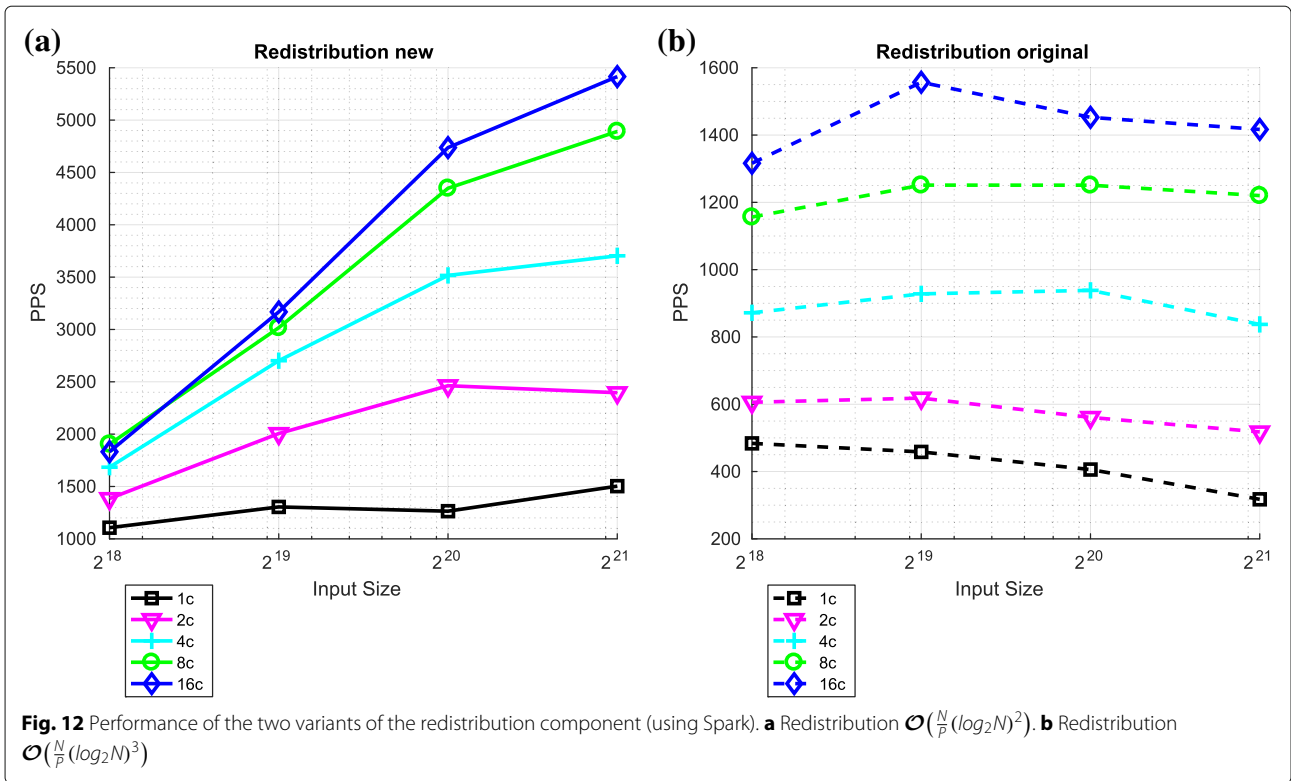 (a)
Redistribution new
5500
5000
4500
4000
3500
3000
2500
2000
1500
1000
PPS
2^18 2^19 2^20 2^21
Input Size
1c
2c
4c
8c
16c
(b)
Redistribution original
1600
1400
1200
1000
800
600
400
200
PPS
2^18 2^19 2^20 2^21
Input Size
1c
2c
4c
8c
16c
Fig. 12 Performance of the two variants of the redistribution component (using Spark). a Redistribution 𝒪(N/P (log₂N)²). b Redistribution
𝒪(N/P (log₂N)³)